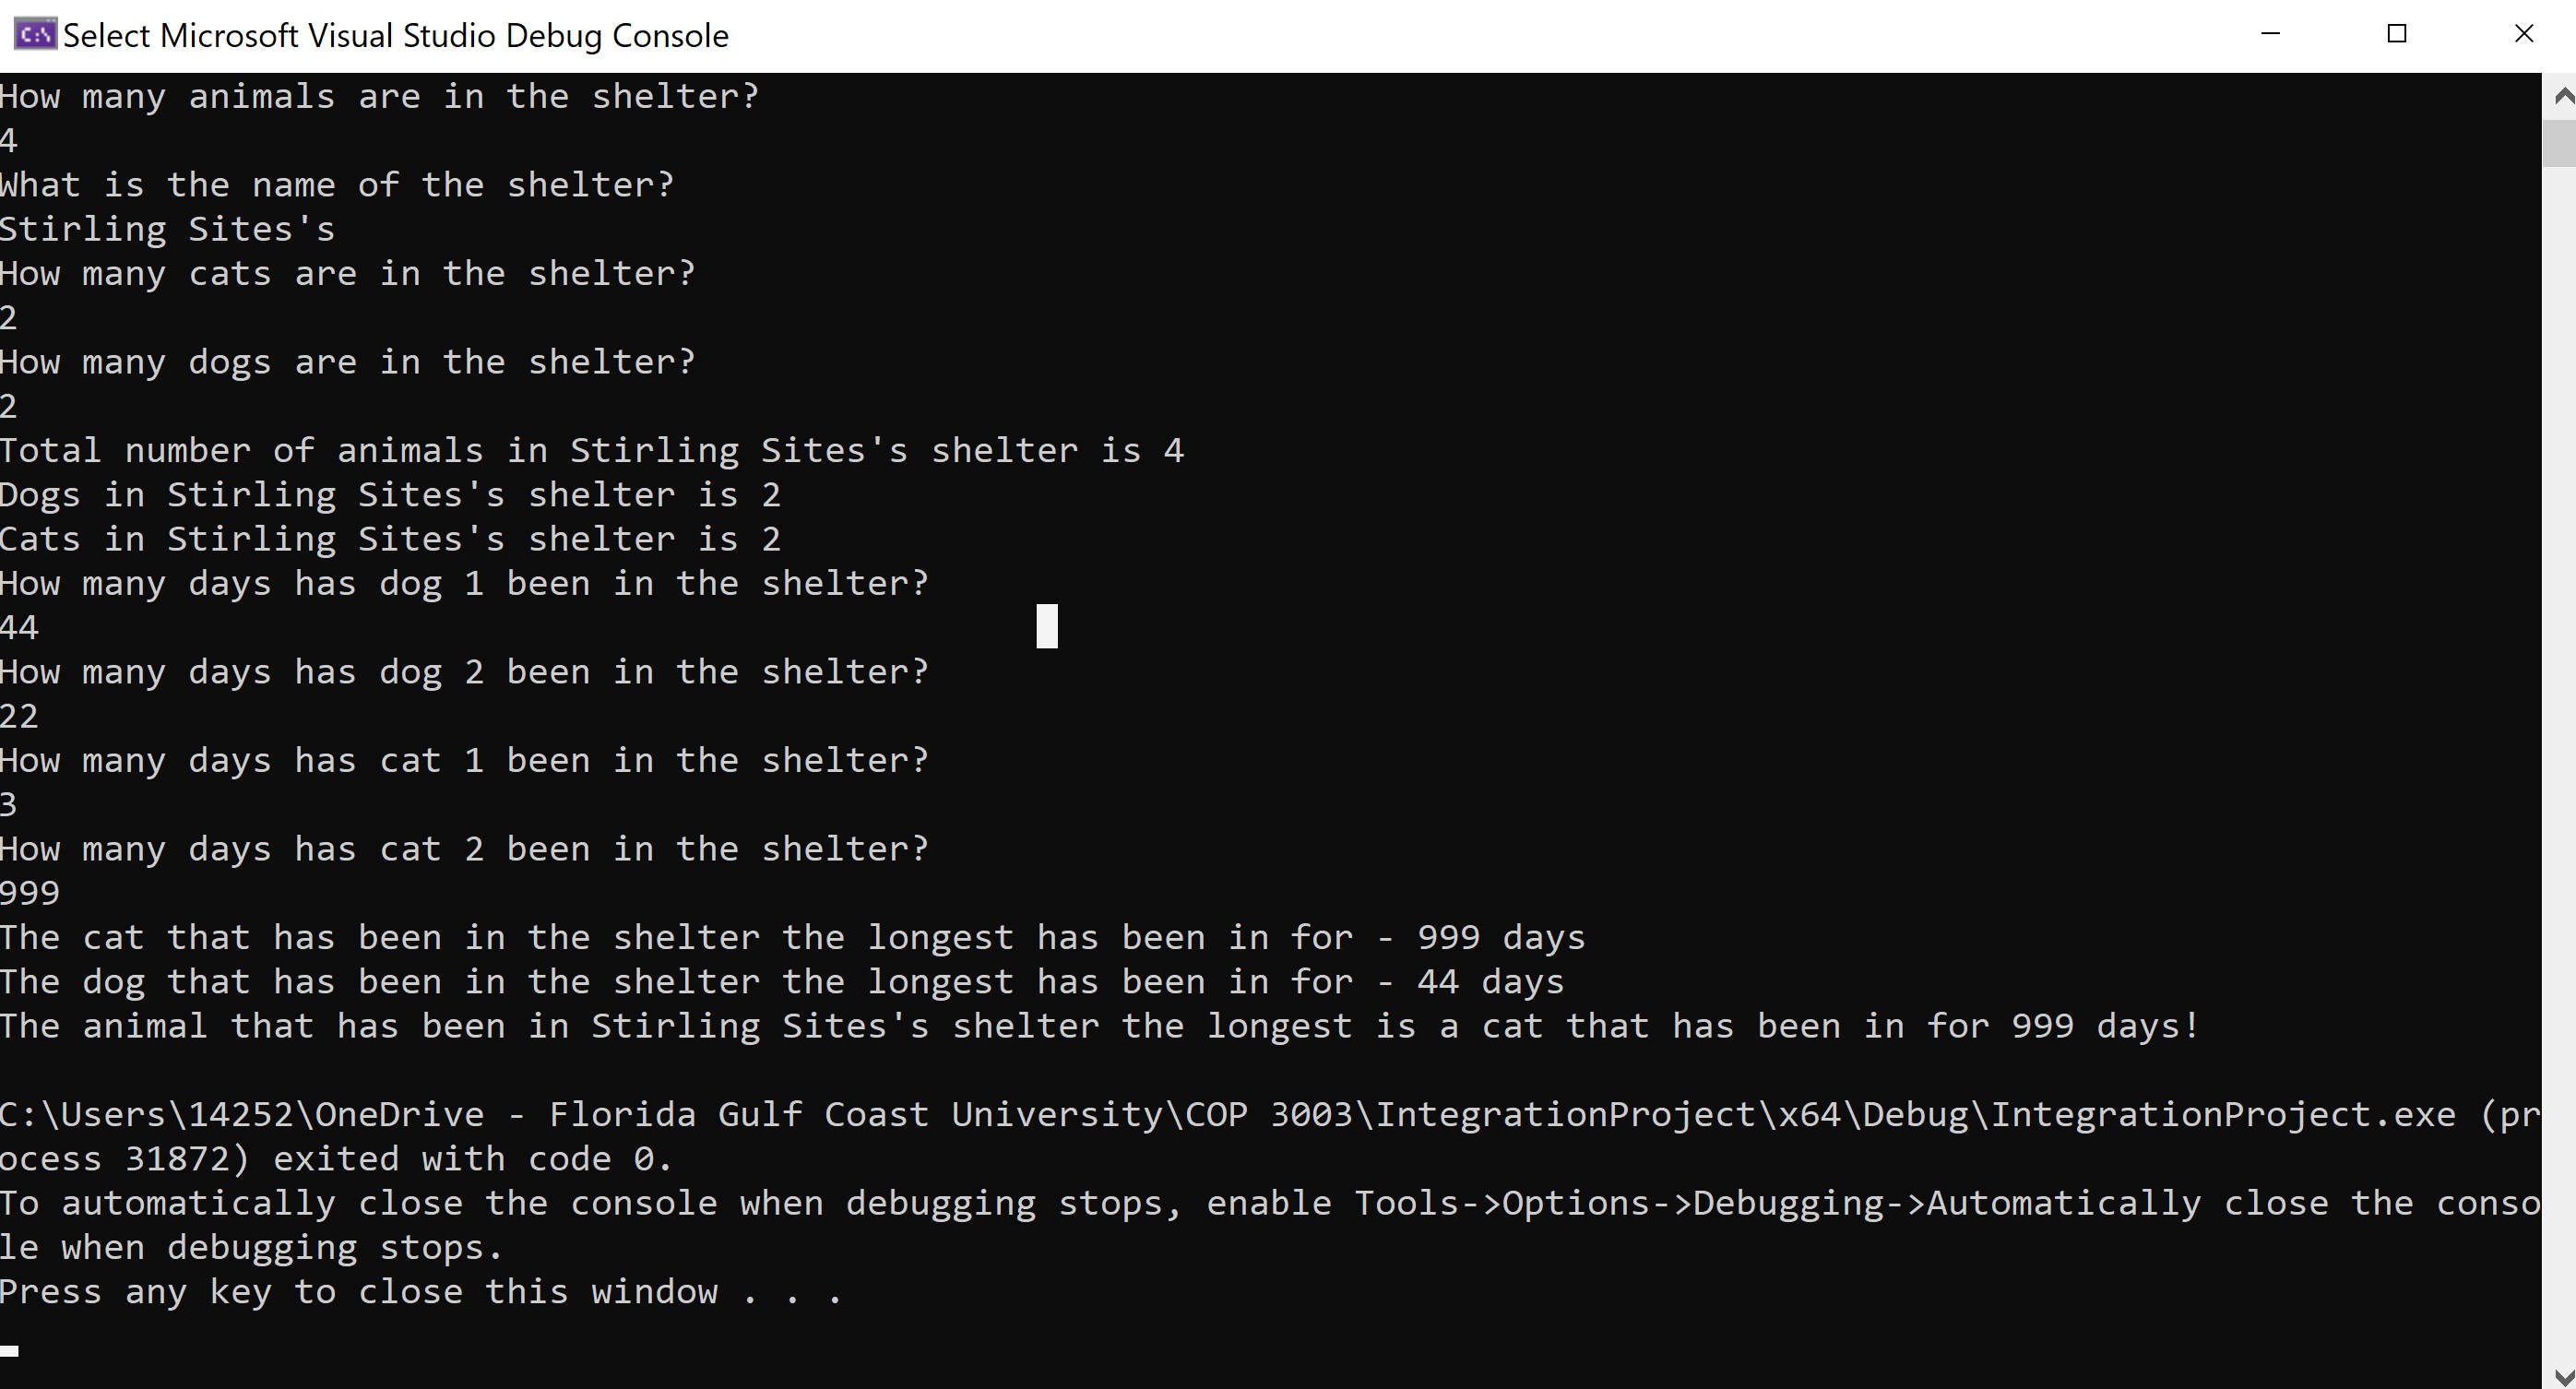 C:\ Select Microsoft Visual Studio Debug Console
How many animals are in the shelter?
4
What is the name of the shelter?
Stirling Sites's
How many cats are in the shelter?
2
How many dogs are in the shelter?
2
Total number of animals in Stirling Sites's shelter is 4
Dogs in Stirling Sites's shelter is 2
Cats in Stirling Sites's shelter is 2
How many days has dog 1 been in the shelter?
44
How many days has dog 2 been in the shelter?
22
How many days has cat 1 been in the shelter?
3
How many days has cat 2 been in the shelter?
999
The cat that has been in the shelter the longest has been in for - 999 days
The dog that has been in the shelter the longest has been in for - 44 days
The animal that has been in Stirling Sites's shelter the longest is a cat that has been in for 999 days!
C:\Users\14252\OneDrive - Florida Gulf Coast University\COP 3003\IntegrationProject\x64\Debug\IntegrationProject.exe (pr
ocess 31872) exited with code 0.
To automatically close the console when debugging stops, enable Tools->Options->Debugging->Automatically close the conso
le when debugging stops.
Press any key to close this window . . .